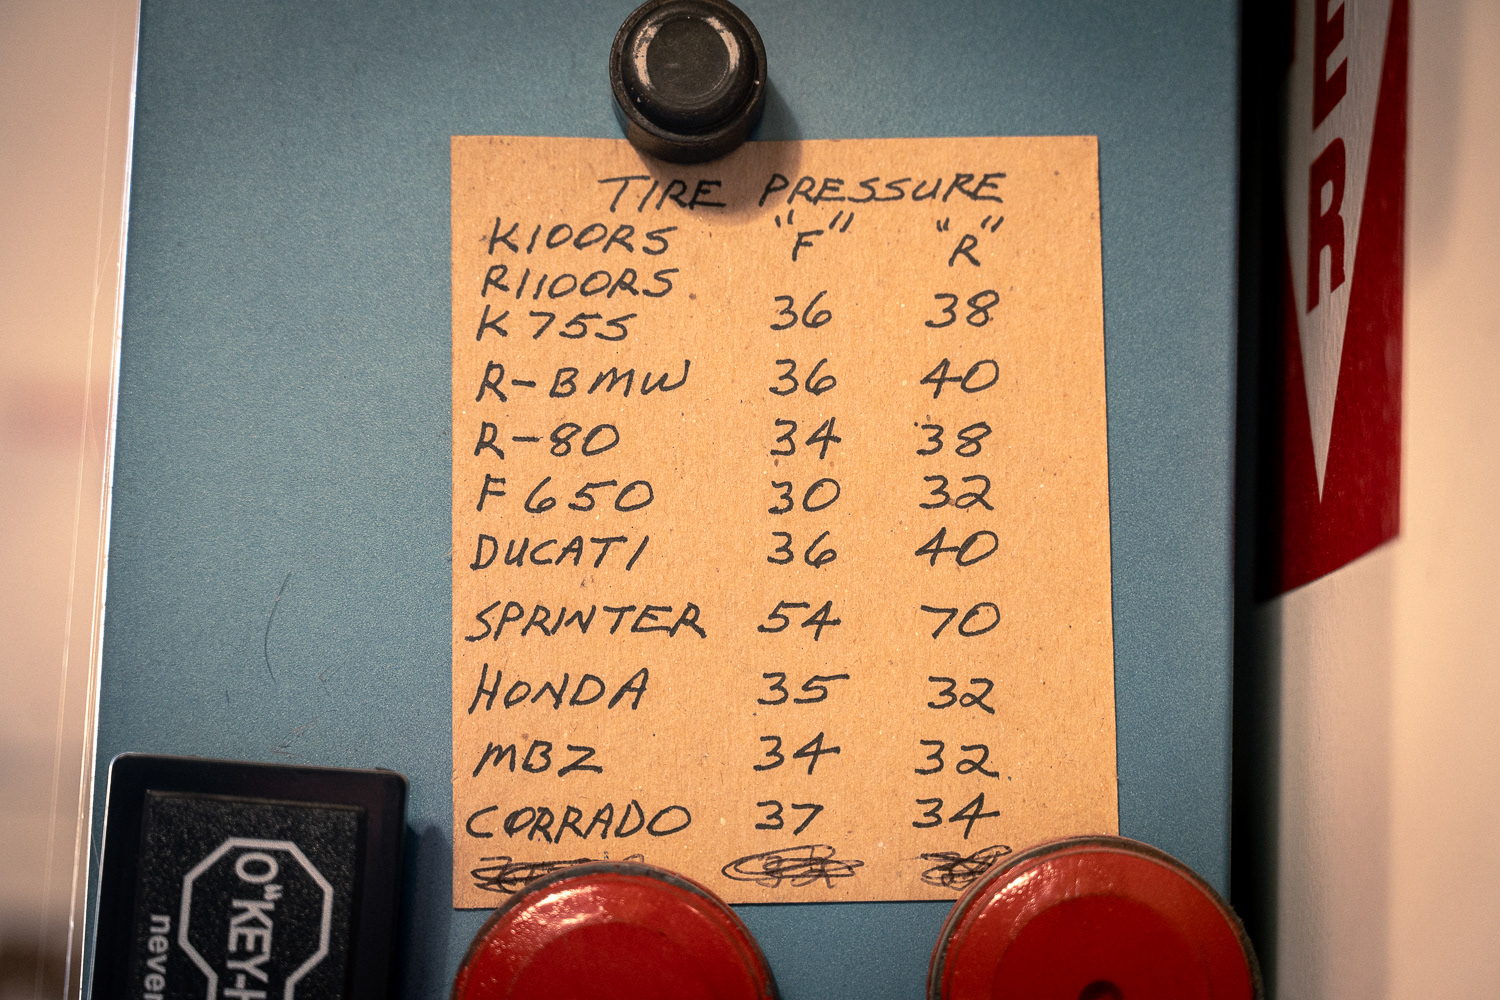 TIRE PRESSURE
K100RS "F" "R"
R1100RS
K75S 36 38
R-BMW 36 40
R-80 34 38
F650 30 32
DUCATI 36 40
SPRINTER 54 70
HONDA 35 32
MBZ 34 32
CORRADO 37 34
ER
O"KEY-
never